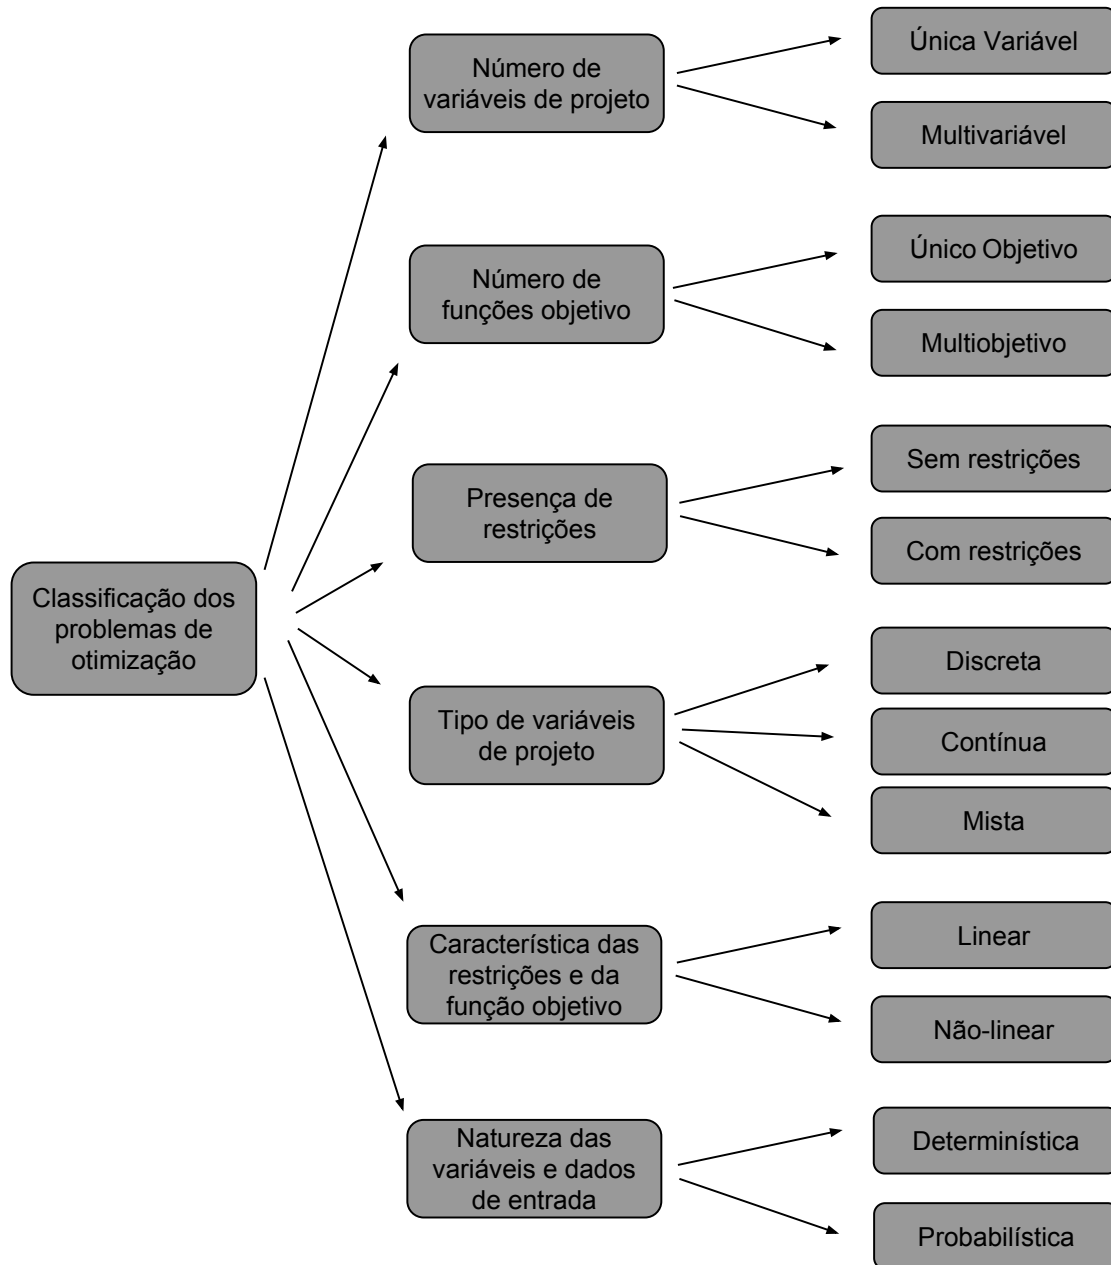 Classificação dos
problemas de
otimização
Número de
variáveis de projeto
Única Variável
Multivariável
Número de
funções objetivo
Único Objetivo
Multiobjetivo
Presença de
restrições
Sem restrições
Com restrições
Tipo de variáveis
de projeto
Discreta
Contínua
Mista
Característica das
restrições e da
função objetivo
Linear
Não-linear
Natureza das
variáveis e dados
de entrada
Determinística
Probabilística